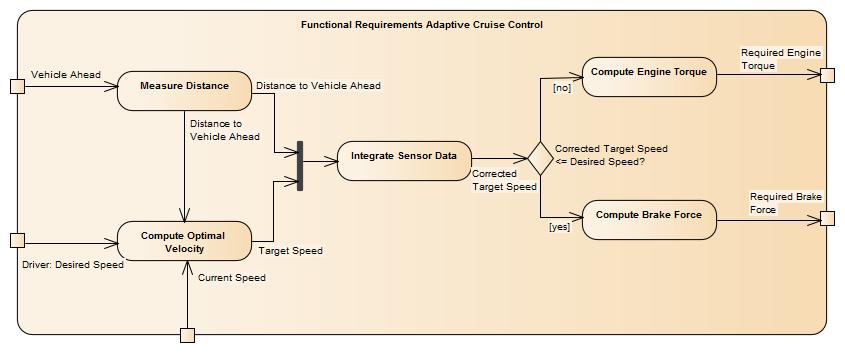 Functional Requirements Adaptive Cruise Control
Vehicle Ahead
Measure Distance
Distance to Vehicle Ahead
Distance to
Vehicle Ahead
Driver: Desired Speed
Compute Optimal
Velocity
Target Speed
Current Speed
Integrate Sensor Data
Corrected
Target Speed
Corrected Target Speed
<= Desired Speed?
[no]
Compute Engine Torque
Required Engine
Torque
[yes]
Compute Brake Force
Required Brake
Force